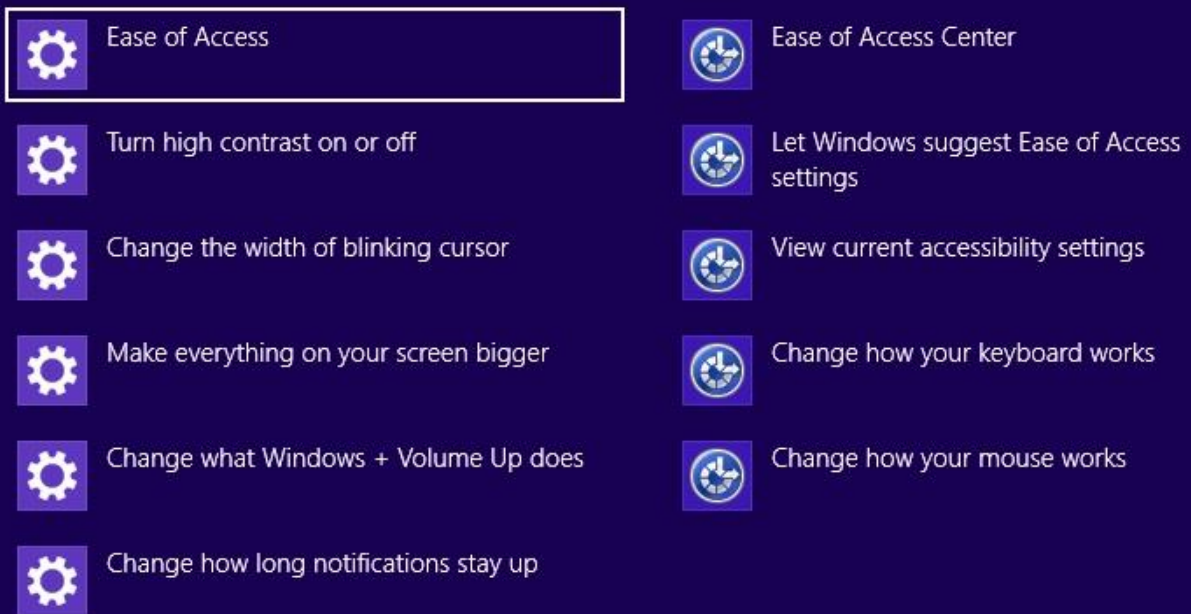 Ease of Access
Turn high contrast on or off
Change the width of blinking cursor
Make everything on your screen bigger
Change what Windows + Volume Up does
Change how long notifications stay up
Ease of Access Center
Let Windows suggest Ease of Access
settings
View current accessibility settings
Change how your keyboard works
Change how your mouse works